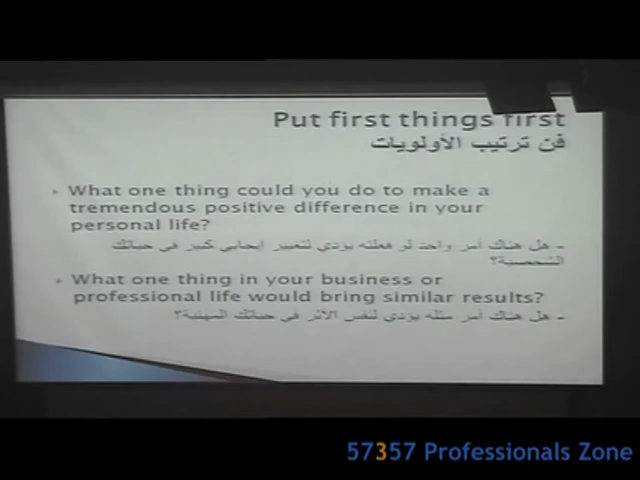 Put first things first
فن ترتيب الأولويات
What one thing could you do to make a
tremendous positive difference in your
personal life?
- هل هناك أمر واحد لو فعلته يؤدي لتغيير إيجابي كبير في حياتك
الشخصية؟
What one thing in your business or
professional life would bring similar results?
- هل هناك أمر مثله يؤدي لنفس الأثر في حياتك المهنية؟
57357 Professionals Zone